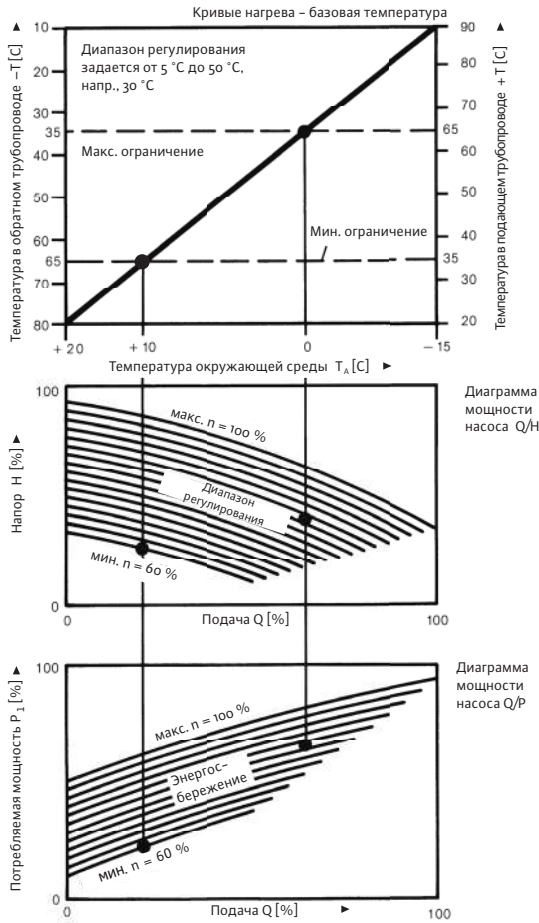 Кривые нагрева – базовая температура
Температура в обратном трубопроводе –T [C]
10
20
30
35
40
50
60
65
70
80
Диапазон регулирования
задается от 5 °C до 50 °C,
напр., 30 °C
Макс. ограничение
Мин. ограничение
90
80
70
65
60
50
40
35
30
20
Температура в подающем трубопроводе +T [C]
+20
+10
0
–15
Температура окружающей среды T_A [C]
Диаграмма
мощности
насоса Q/H
Напор H [%]
100
0
макс. n = 100 %
Диапазон
регулирования
мин. n = 60 %
0
Подача Q [%]
100
Диаграмма
мощности
насоса Q/P
Потребляемая мощность P₁ [%]
100
0
макс. n = 100 %
Энергос–
бережение
мин. n = 60 %
0
Подача Q [%]
100